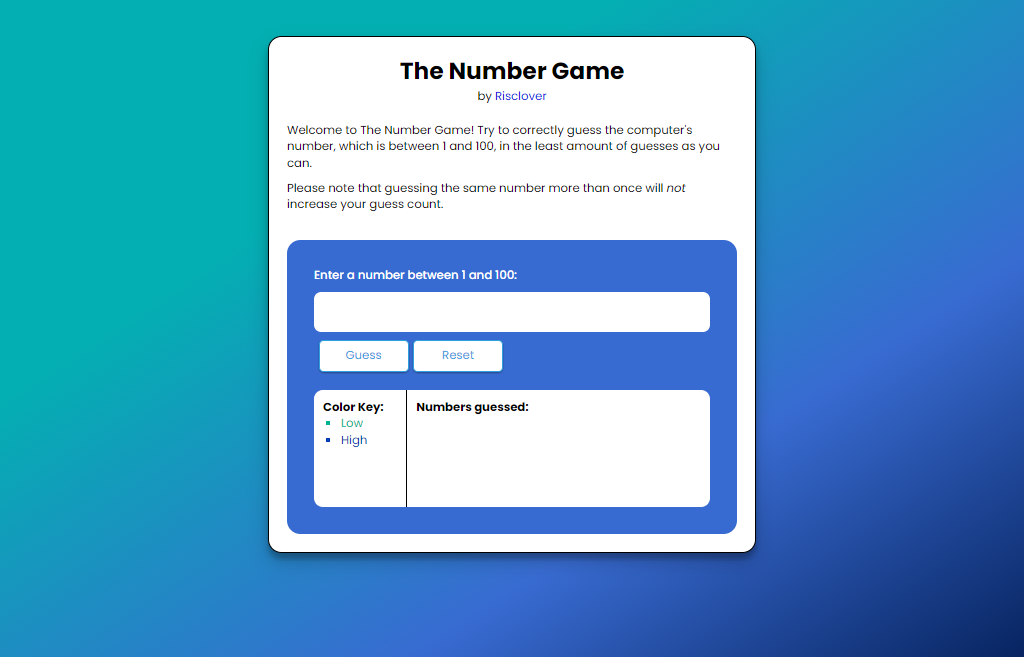 The Number Game
by Risclover
Welcome to The Number Game! Try to correctly guess the computer's
number, which is between 1 and 100, in the least amount of guesses as you
can.
Please note that guessing the same number more than once will not
increase your guess count.
Enter a number between 1 and 100:
Guess Reset
Color Key:
Low
High
Numbers guessed: